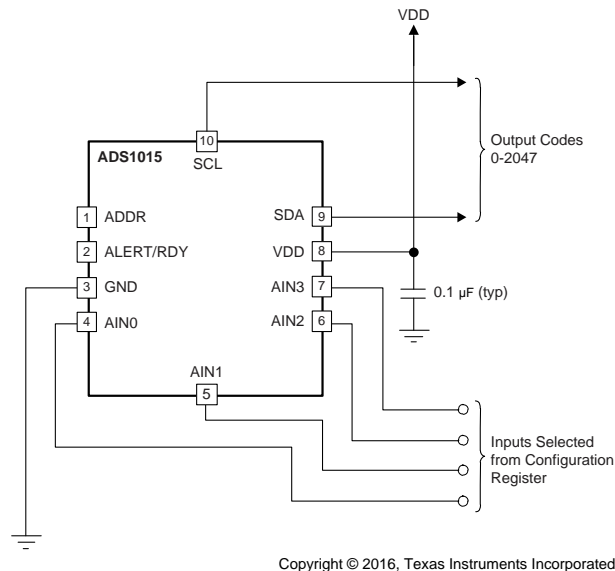 VDD
10
Output Codes
0-2047
ADS1015
SCL
1 ADDR
SDA 9
2 ALERT/RDY
VDD 8
3 GND
AIN3 7
0.1 µF (typ)
4 AIN0
AIN2 6
AIN1
5
Inputs Selected
from Configuration
Register
Copyright © 2016, Texas Instruments Incorporated